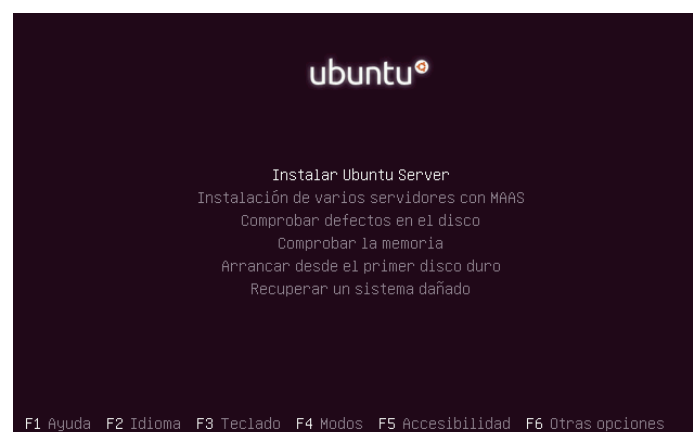 ubuntu
Instalar Ubuntu Server
Instalación de varios servidores con MAAS
Comprobar defectos en el disco
Comprobar la memoria
Arrancar desde el primer disco duro
Recuperar un sistema dañado
F1 Ayuda F2 Idioma F3 Teclado F4 Modos F5 Accesibilidad F6 Otras opciones